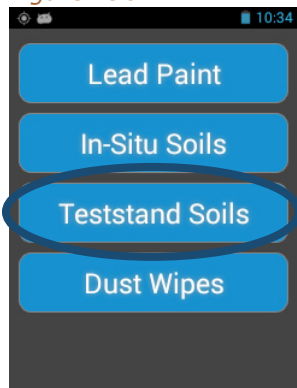 10:34
Lead Paint
In-Situ Soils
Teststand Soils
Dust Wipes